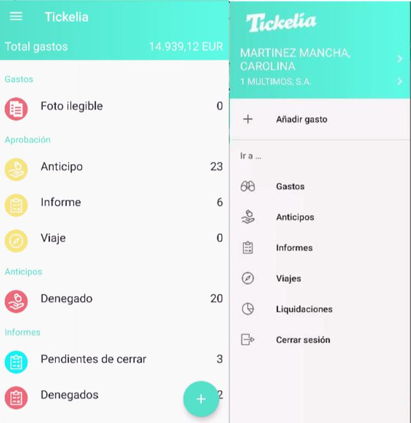 Tickelia
Total gastos 14.939,12 EUR
Gastos
Foto ilegible 0
Aprobación
Anticipo 23
Informe 6
Viaje 0
Anticipos
Denegado 20
Informes
Pendientes de cerrar 3
Denegados 2
+
Tickelia
MARTINEZ MANCHA,
CAROLINA
1 MULTIMOS, S.A.
Añadir gasto
Ir a ...
Gastos
Anticipos
Informes
Viajes
Liquidaciones
Cerrar sesión